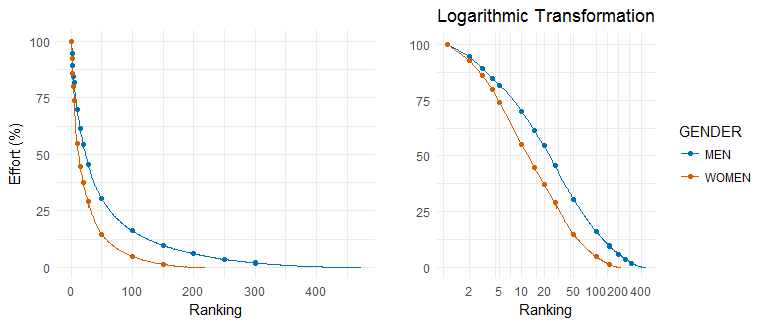 Logarithmic Transformation
Effort (%)
100
75
50
25
0
0 100 200 300 400
Ranking
100
75
50
25
0
2 5 10 20 50 100 200 400
Ranking
GENDER
MEN
WOMEN